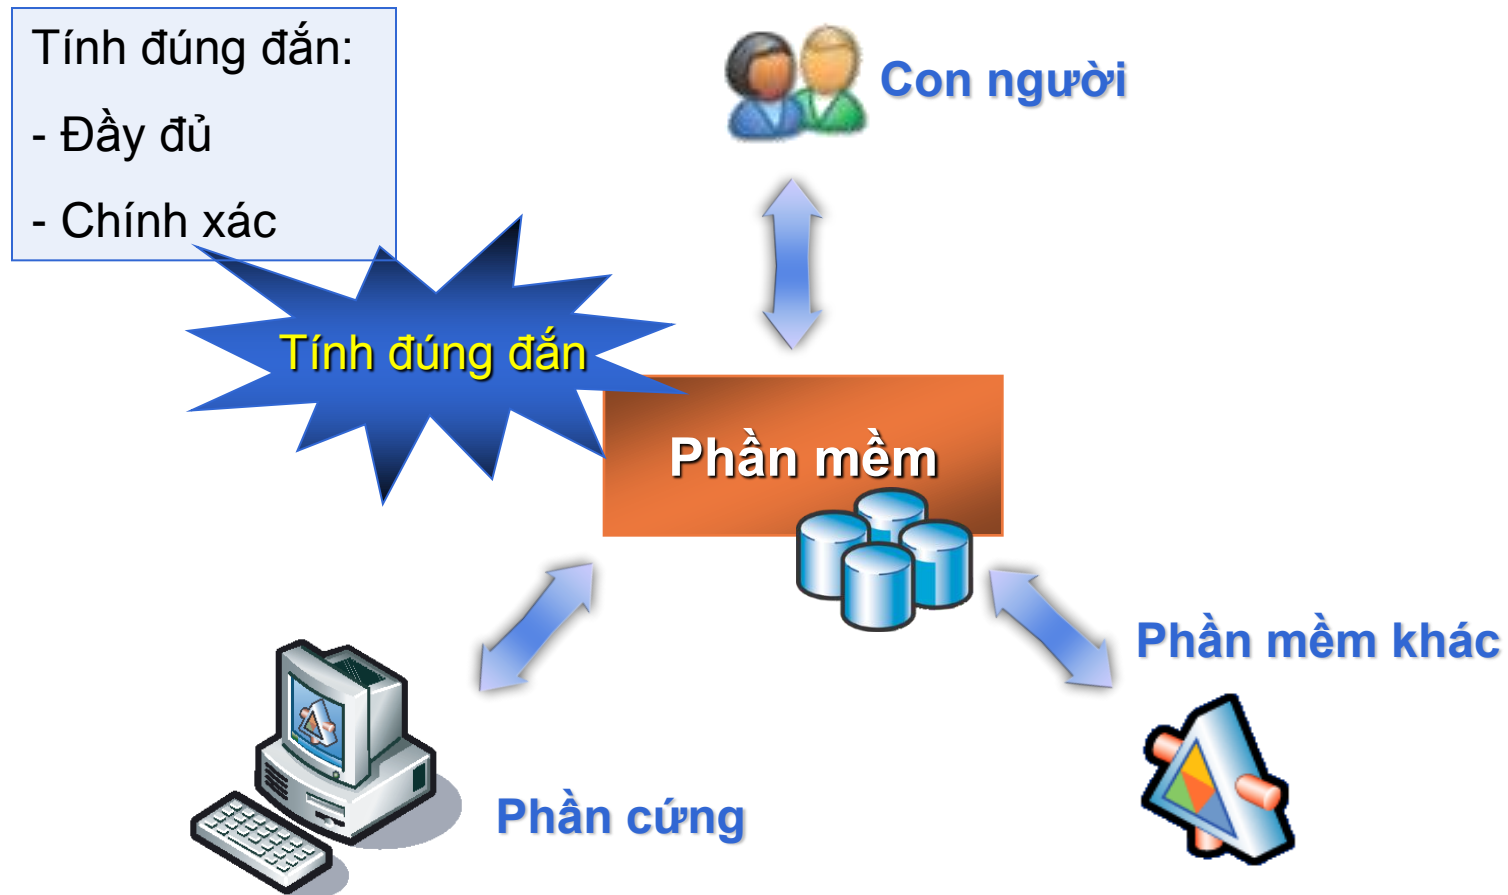 Tính đúng đắn:
- Đầy đủ
- Chính xác
Con người
Tính đúng đắn
Phần mềm
Phần mềm khác
Phần cứng